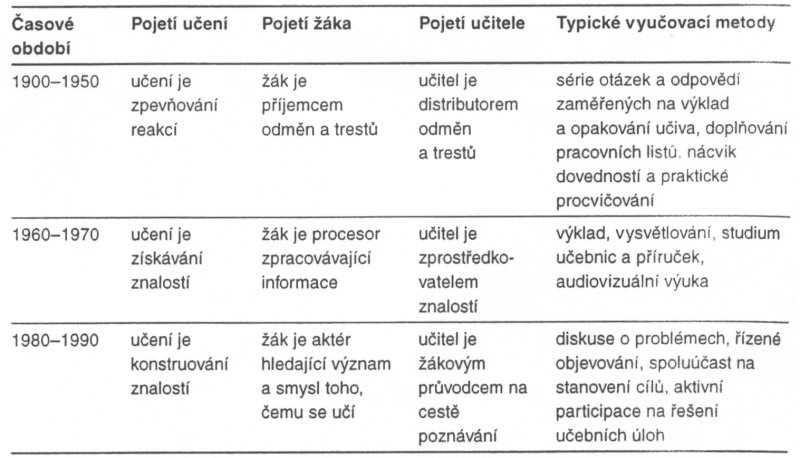 Časové období
Pojetí učení
Pojetí žáka
Pojetí učitele
Typické vyučovací metody
1900–1950
učení je
zpevňování
reakcí
žák je
příjemcem
odměn a trestů
učitel je
distributorem
odměn
a trestů
série otázek a odpovědí
zaměřených na výklad
a opakování učiva, doplňování
pracovních listů. nácvik
dovedností a praktické
procvičování
1960–1970
učení je
získávání
znalostí
žák je procesor
zpracovávající
informace
učitel je
zprostředko-
vatelem
znalostí
výklad, vysvětlování, studium
učebnic a příruček,
audiovizuální výuka
1980–1990
učení je
konstruování
znalostí
žák je aktér
hledající význam
a smysl toho,
čemu se učí
učitel je
žákovým
průvodcem na
cestě
poznávání
diskuse o problémech, řízené
objevování, spoluúčast na
stanovení cílů, aktivní
participace na řešení
učebních úloh